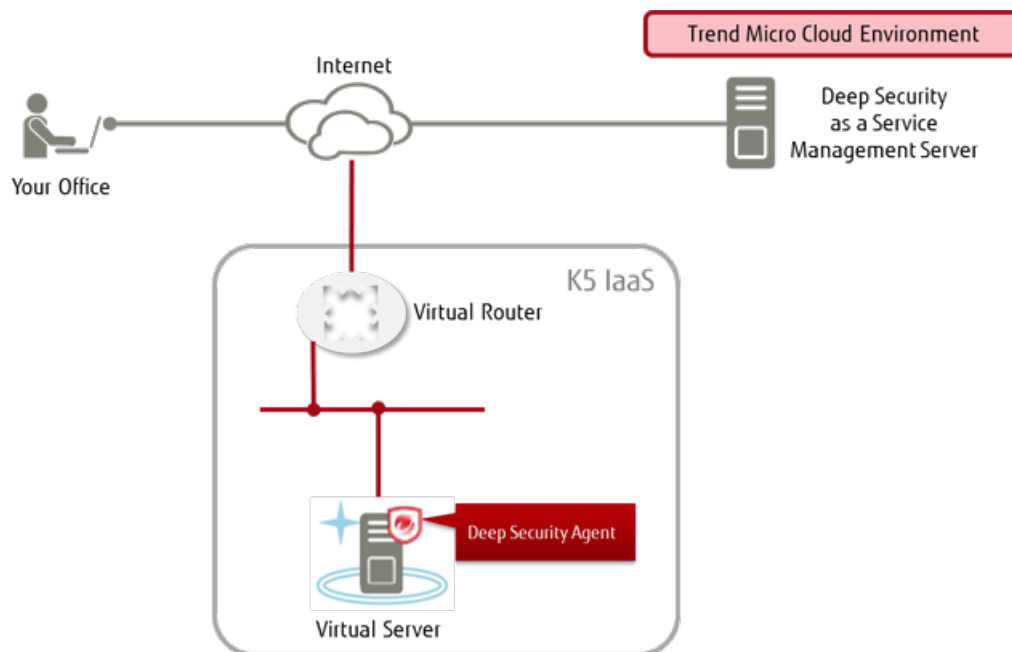 Trend Micro Cloud Environment
Internet
Deep Security
as a Service
Management Server
Your Office
K5 IaaS
Virtual Router
Deep Security Agent
Virtual Server